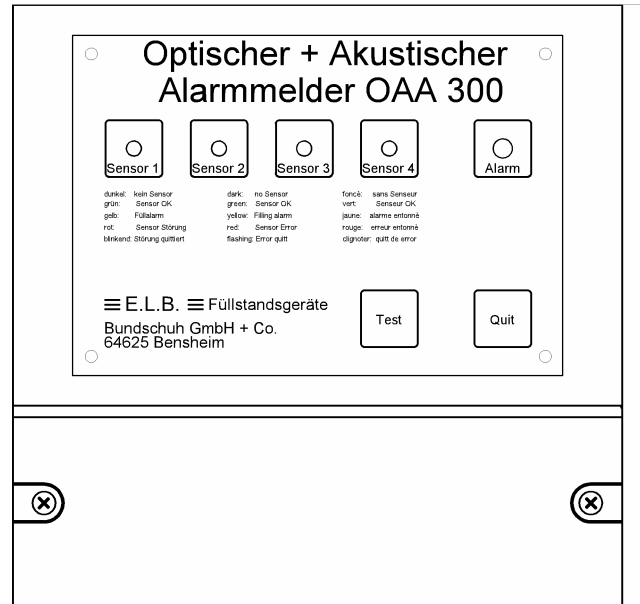 Optischer + Akustischer
Alarmmelder OAA 300
Sensor 1 Sensor 2 Sensor 3 Sensor 4 Alarm
dunkel: kein Sensor dark: no Sensor foncè: sans Senseur
grün: Sensor OK green: Sensor OK vert: Senseur OK
gelb: Füllalarm yellow: Filling alarm jaune: alarme entonnè
rot: Sensor Störung red: Sensor Error rouge: erreur entonnè
blinkend: Störung quittiert flashing: Error quitt clignoter: quitt de error
E.L.B. Füllstandsgeräte
Bundschuh GmbH + Co.
64625 Bensheim
Test Quit